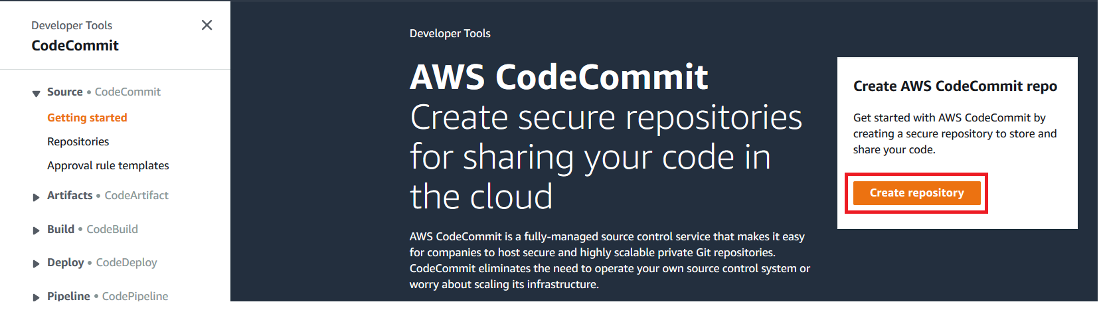 Developer Tools
CodeCommit
Source • CodeCommit
Getting started
Repositories
Approval rule templates
Artifacts • CodeArtifact
Build • CodeBuild
Deploy • CodeDeploy
Pipeline • CodePipeline
Developer Tools
AWS CodeCommit
Create secure repositories
for sharing your code in
the cloud
AWS CodeCommit is a fully-managed source control service that makes it easy
for companies to host secure and highly scalable private Git repositories.
CodeCommit eliminates the need to operate your own source control system or
worry about scaling its infrastructure.
Create AWS CodeCommit repo
Get started with AWS CodeCommit by
creating a secure repository to store and
share your code.
Create repository